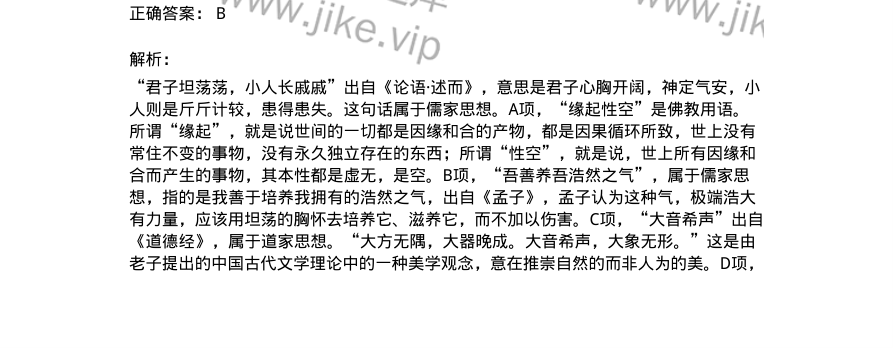 正确答案： B
www.jike.vip
www.jik
解析：
“君子坦荡荡，小人长戚戚”出自《论语·述而》，意思是君子心胸开阔，神定气安，小
人则是斤斤计较，患得患失。这句话属于儒家思想。A项，“缘起性空”是佛教用语。
所谓“缘起”，就是说世间的一切都是因缘和合的产物，都是因果循环所致，世上没有
常住不变的事物，没有永久独立存在的东西；所谓“性空”，就是说，世上所有因缘和
合而产生的事物，其本性都是虚无，是空。B项，“吾善养吾浩然之气”，属于儒家思
想，指的是我善于培养我拥有的浩然之气，出自《孟子》，孟子认为这种气，极端浩大
有力量，应该用坦荡的胸怀去培养它、滋养它，而不加以伤害。C项，“大音希声”出自
《道德经》，属于道家思想。“大方无隅，大器晚成。大音希声，大象无形。”这是由
老子提出的中国古代文学理论中的一种美学观念，意在推崇自然的而非人为的美。D项，